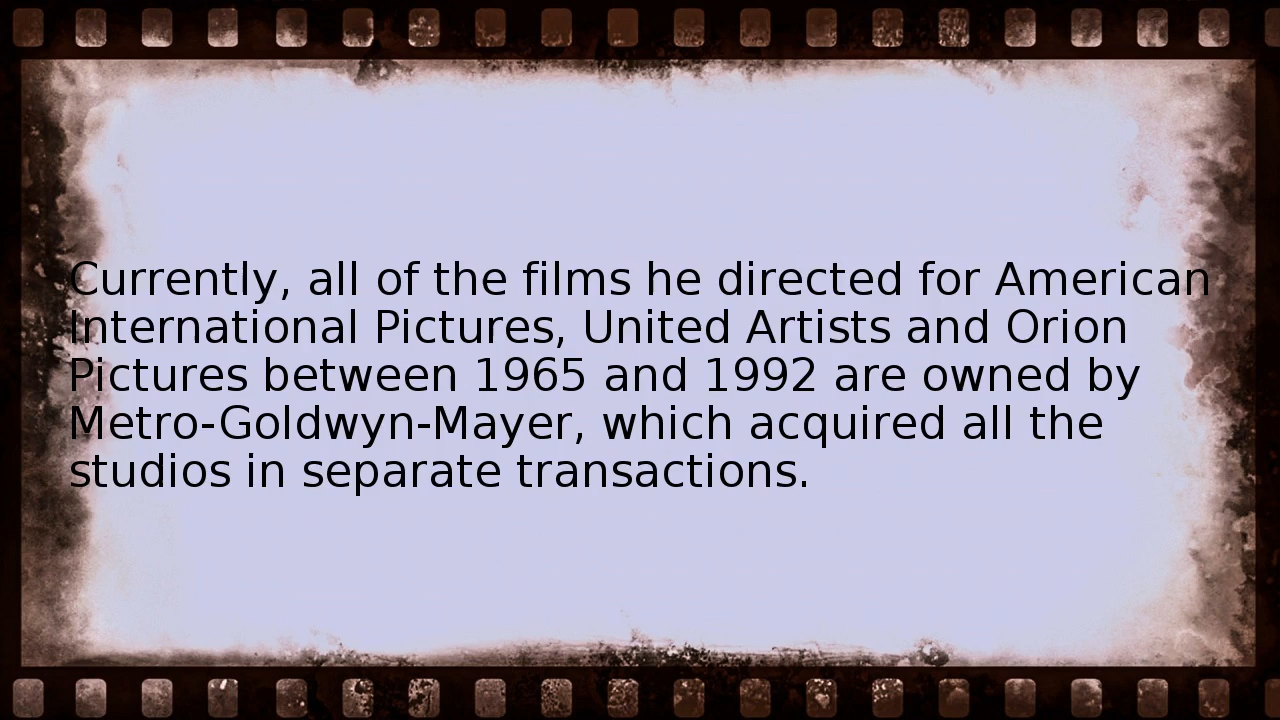 Currently, all of the films he directed for American
International Pictures, United Artists and Orion
Pictures between 1965 and 1992 are owned by
Metro-Goldwyn-Mayer, which acquired all the
studios in separate transactions.